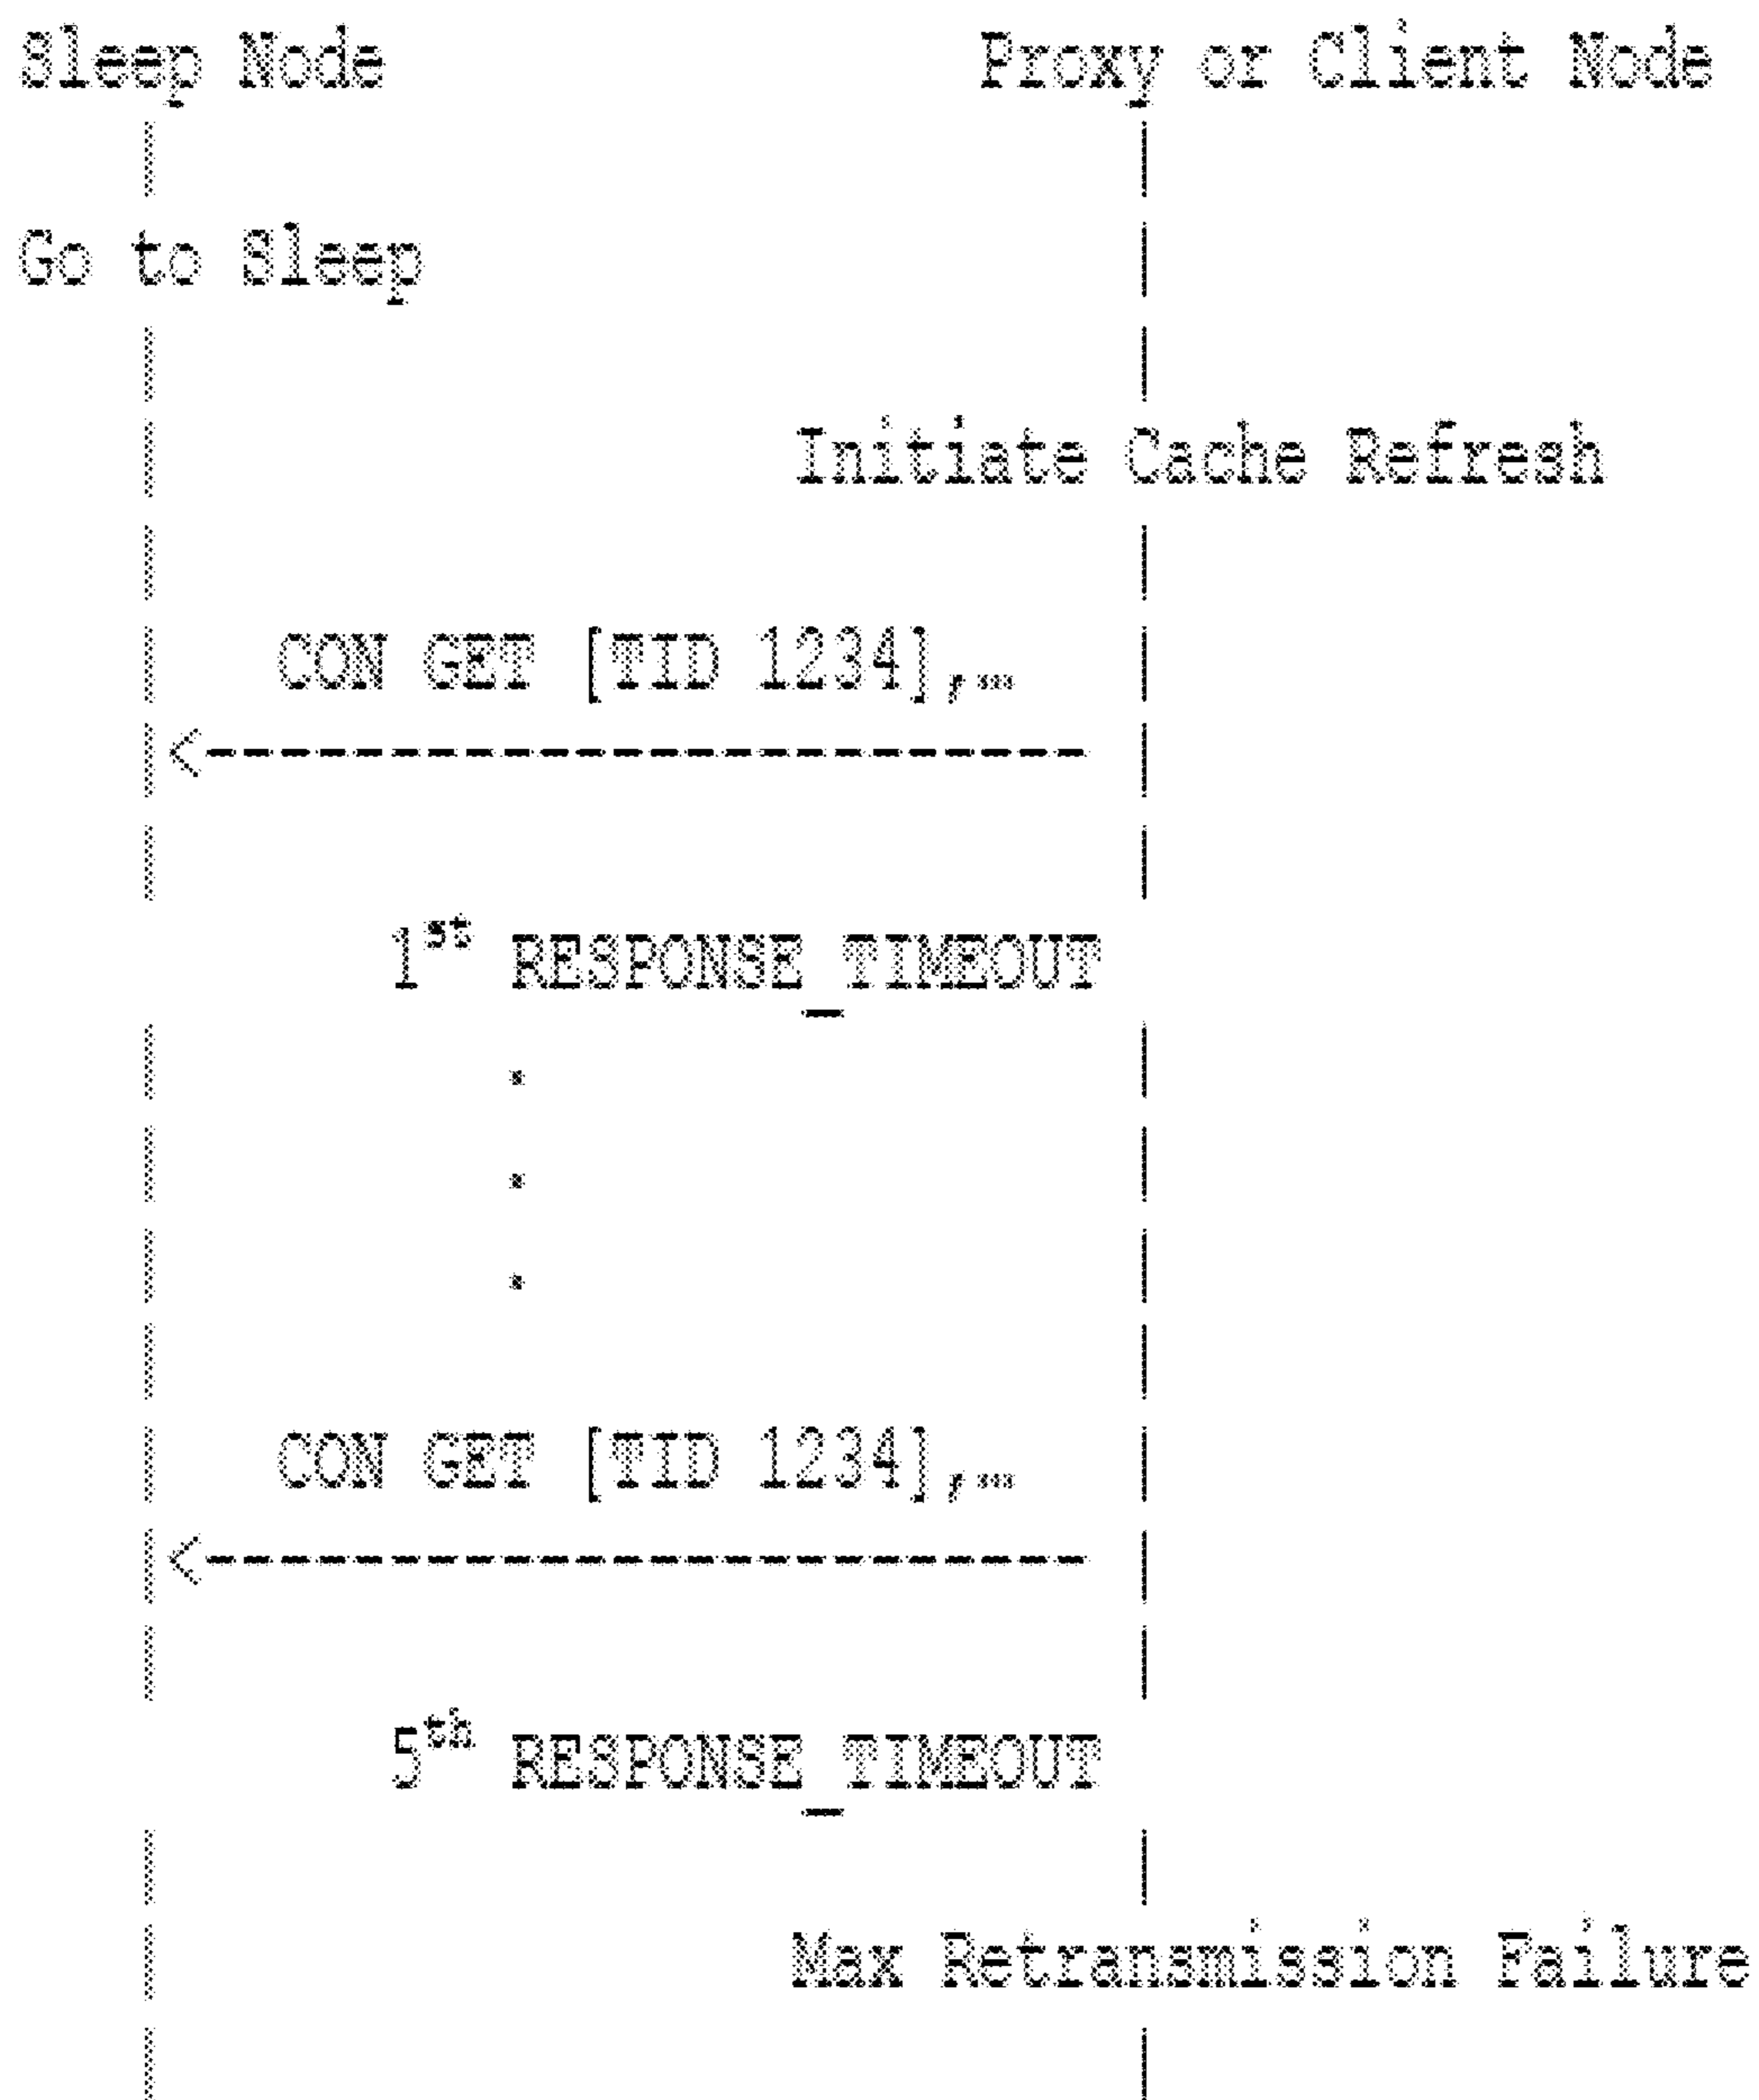 Sleep Node Proxy or Client Node
Go to Sleep
Initiate Cache Refresh
CON GET [TID 1234],…
<------------------------
1st RESPONSE_TIMEOUT
.
.
.
CON GET [TID 1234],…
<------------------------
5th RESPONSE_TIMEOUT
Max Retransmission Failure